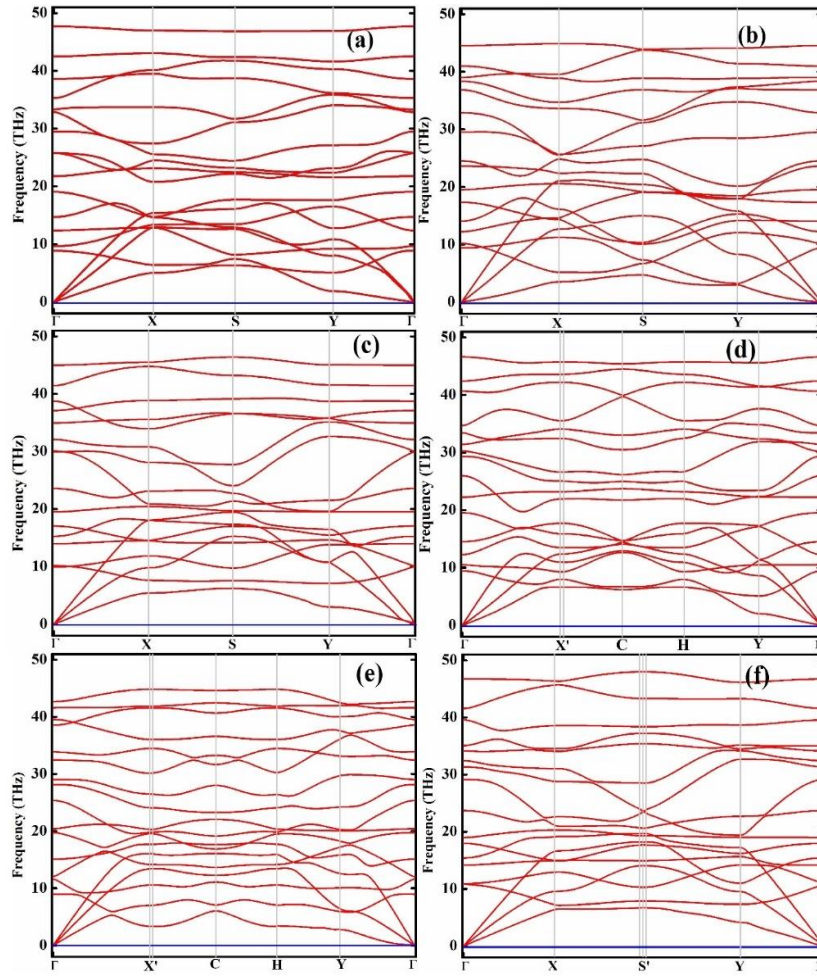 (a)
50
40
30
20
10
0
Frequency (THz)
Γ X S Y Γ
(b)
50
40
30
20
10
0
Frequency (THz)
Γ X S Y
(c)
50
40
30
20
10
0
Frequency (THz)
Γ X S Y Γ
(d)
50
40
30
20
10
0
Frequency (THz)
Γ X' C H Y
(e)
50
40
30
20
10
0
Frequency (THz)
Γ X' C H Y Γ
(f)
50
40
30
20
10
0
Frequency (THz)
Γ X S' Y